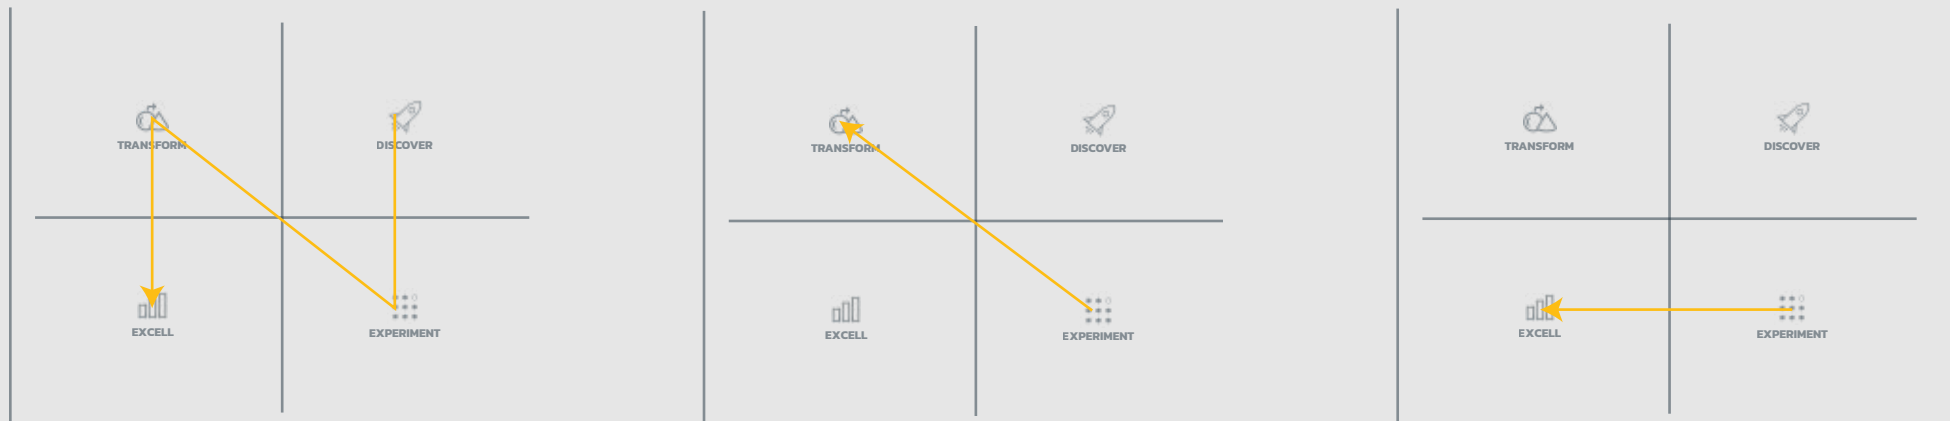 TRANSFORM
DISCOVER
EXCELL
EXPERIMENT
TRANSFORM
DISCOVER
EXCELL
EXPERIMENT
TRANSFORM
DISCOVER
EXCELL
EXPERIMENT